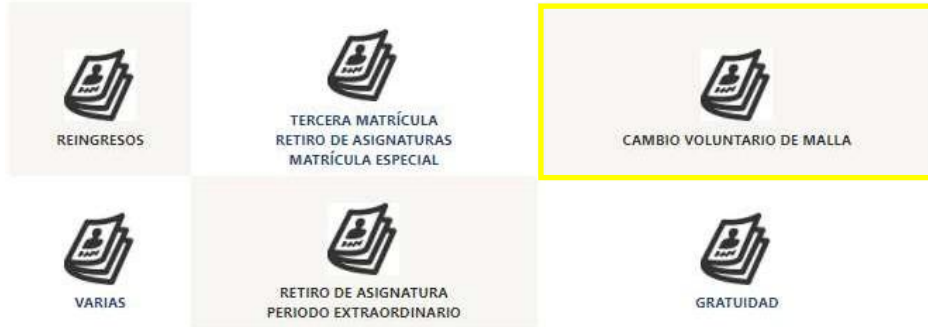 REINGRESOS
TERCERA MATRÍCULA
RETIRO DE ASIGNATURAS
MATRÍCULA ESPECIAL
CAMBIO VOLUNTARIO DE MALLA
VARIAS
RETIRO DE ASIGNATURA
PERIODO EXTRAORDINARIO
GRATUIDAD